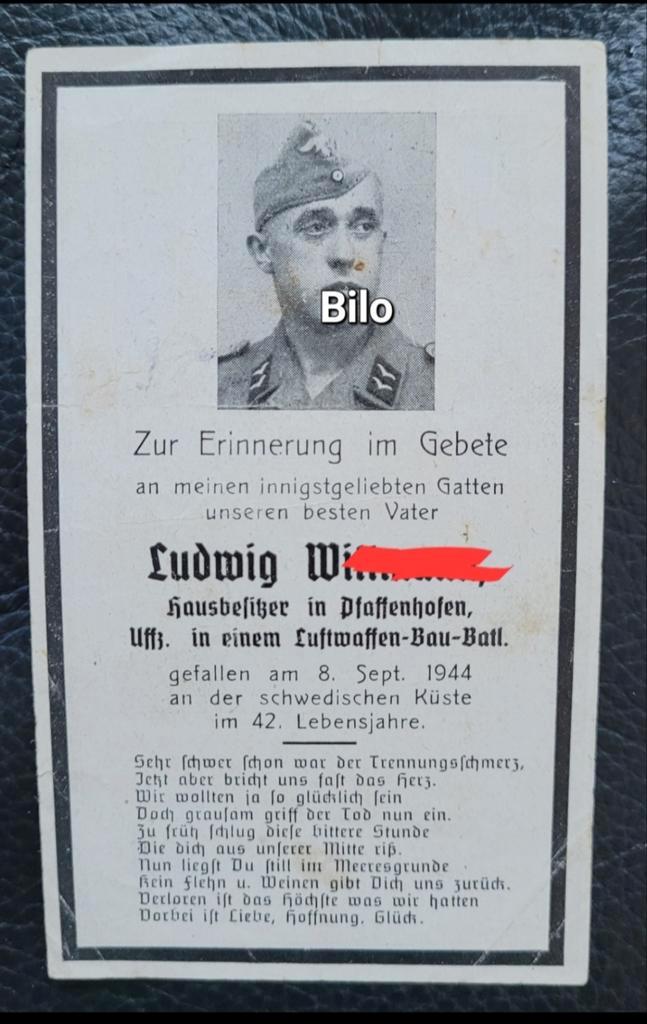 Bilo
Zur Erinnerung im Gebete
an meinen innigstgeliebten Gatten
unseren besten Vater
Ludwig
Hausbesitzer in Pfaffenhofen,
Uffz. in einem Luftwaffen-Bau-Batl.
gefallen am 8. Sept. 1944
an der schwedischen Küste
im 42. Lebensjahre.
Sehr schwer schon war der Trennungsschmerz,
Jetzt aber bricht uns fast das Herz.
Wir wollten ja so glücklich sein
Doch grausam griff der Tod nun ein.
Zu früh schlug diese bittere Stunde
Die dich aus unserer Mitte riß.
Nun liegst Du still im Meeresgrunde
Kein Flehn u. Weinen gibt Dich uns zurück.
Verloren ist das Höchste was wir hatten
Vorbei ist Liebe, Hoffnung. Glück.